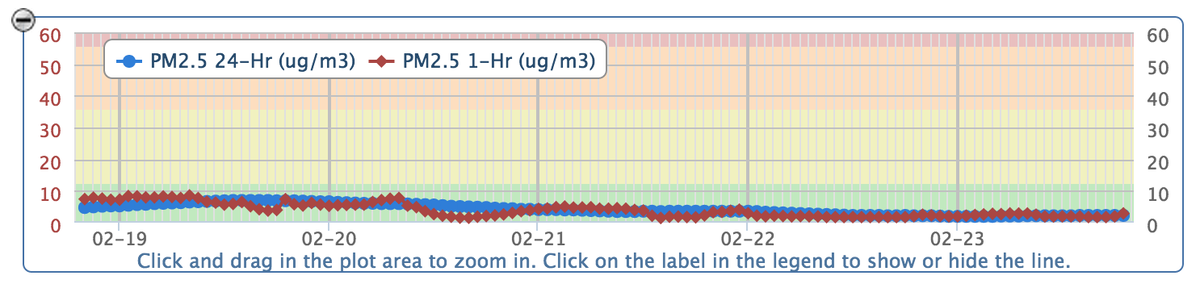 60 60
PM2.5 24-Hr (ug/m3) PM2.5 1-Hr (ug/m3)
50 50
40 40
30 30
20 20
10 10
0 0
02-19 02-20 02-21 02-22 02-23
Click and drag in the plot area to zoom in. Click on the label in the legend to show or hide the line.